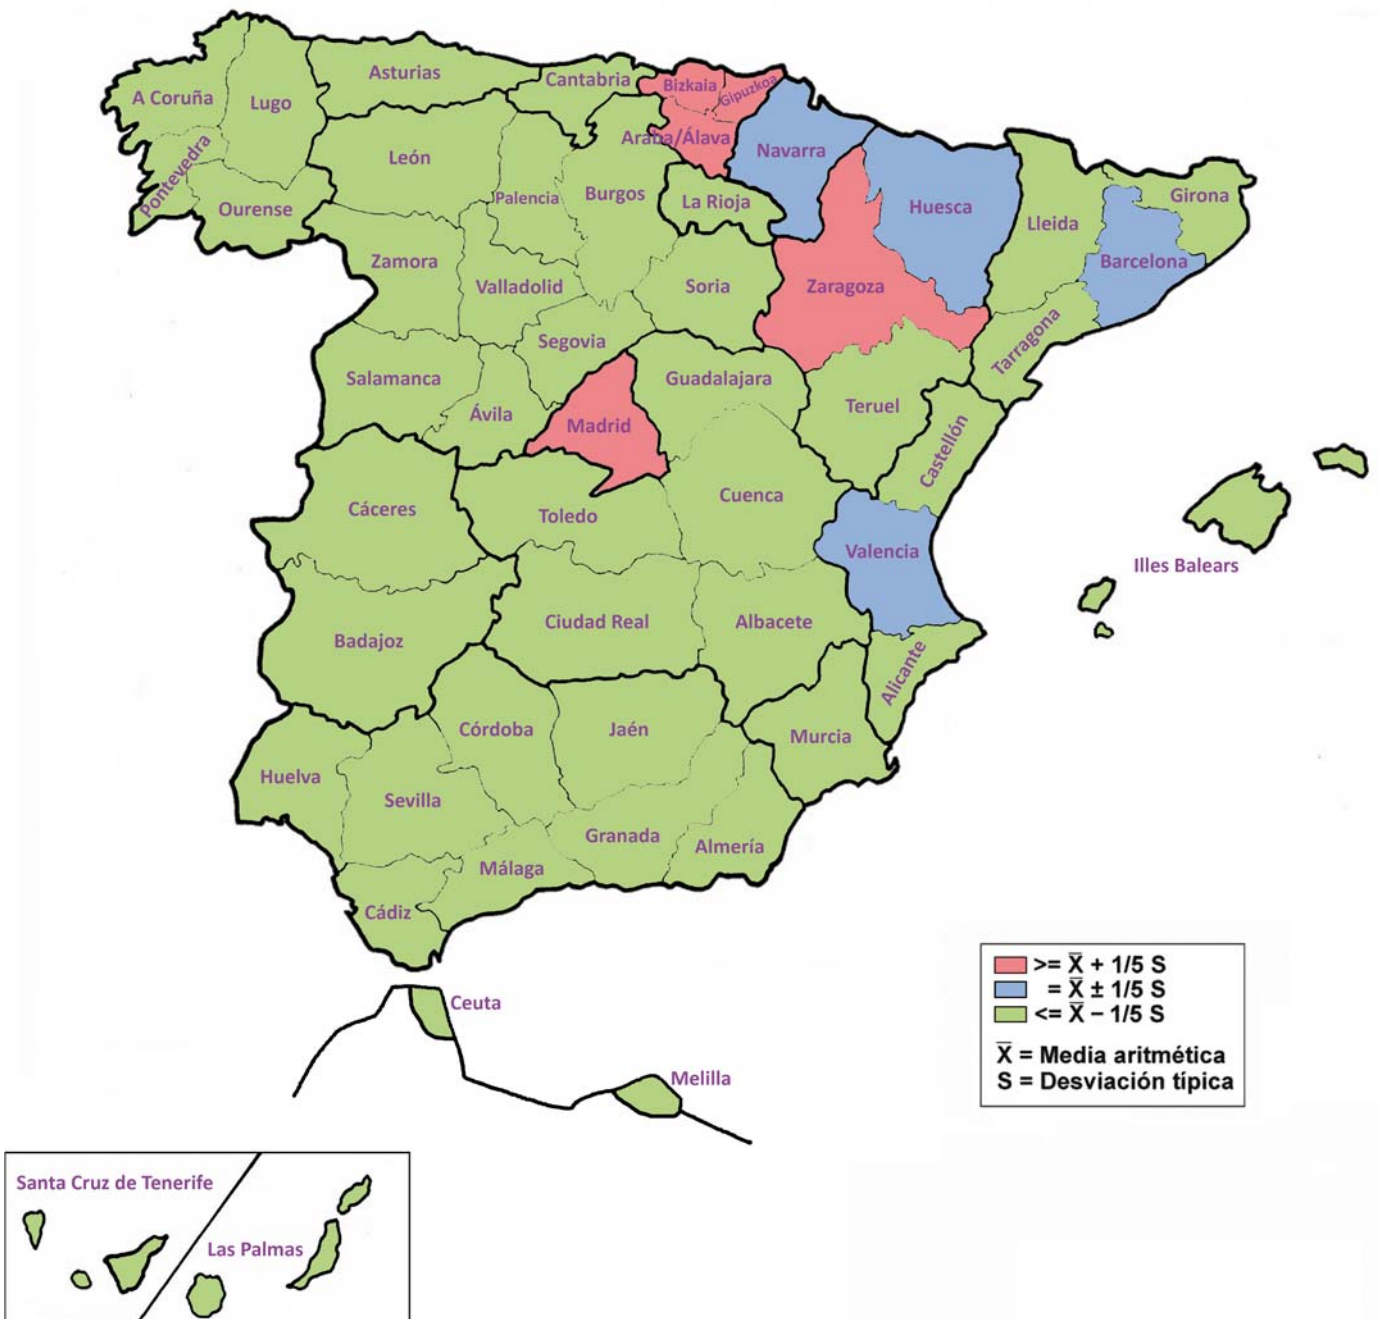 Asturias
Cantabria
Bizkaia
Gipuzkoa
A Coruña
Lugo
Araba/Álava
Navarra
León
Pontevedra
Palencia
Burgos
La Rioja
Huesca
Girona
Ourense
Lleida
Zamora
Valladolid
Soria
Zaragoza
Barcelona
Segovia
Tarragona
Salamanca
Guadalajara
Ávila
Madrid
Teruel
Castellón
Cáceres
Toledo
Cuenca
Valencia
Illes Balears
Badajoz
Ciudad Real
Albacete
Alicante
Córdoba
Jaén
Murcia
Huelva
Sevilla
Granada
Almería
Málaga
Cádiz
>= X̅ + 1/5 S
= X̅ ± 1/5 S
<= X̅ – 1/5 S
X̅ = Media aritmética
S = Desviación típica
Ceuta
Melilla
Santa Cruz de Tenerife
Las Palmas